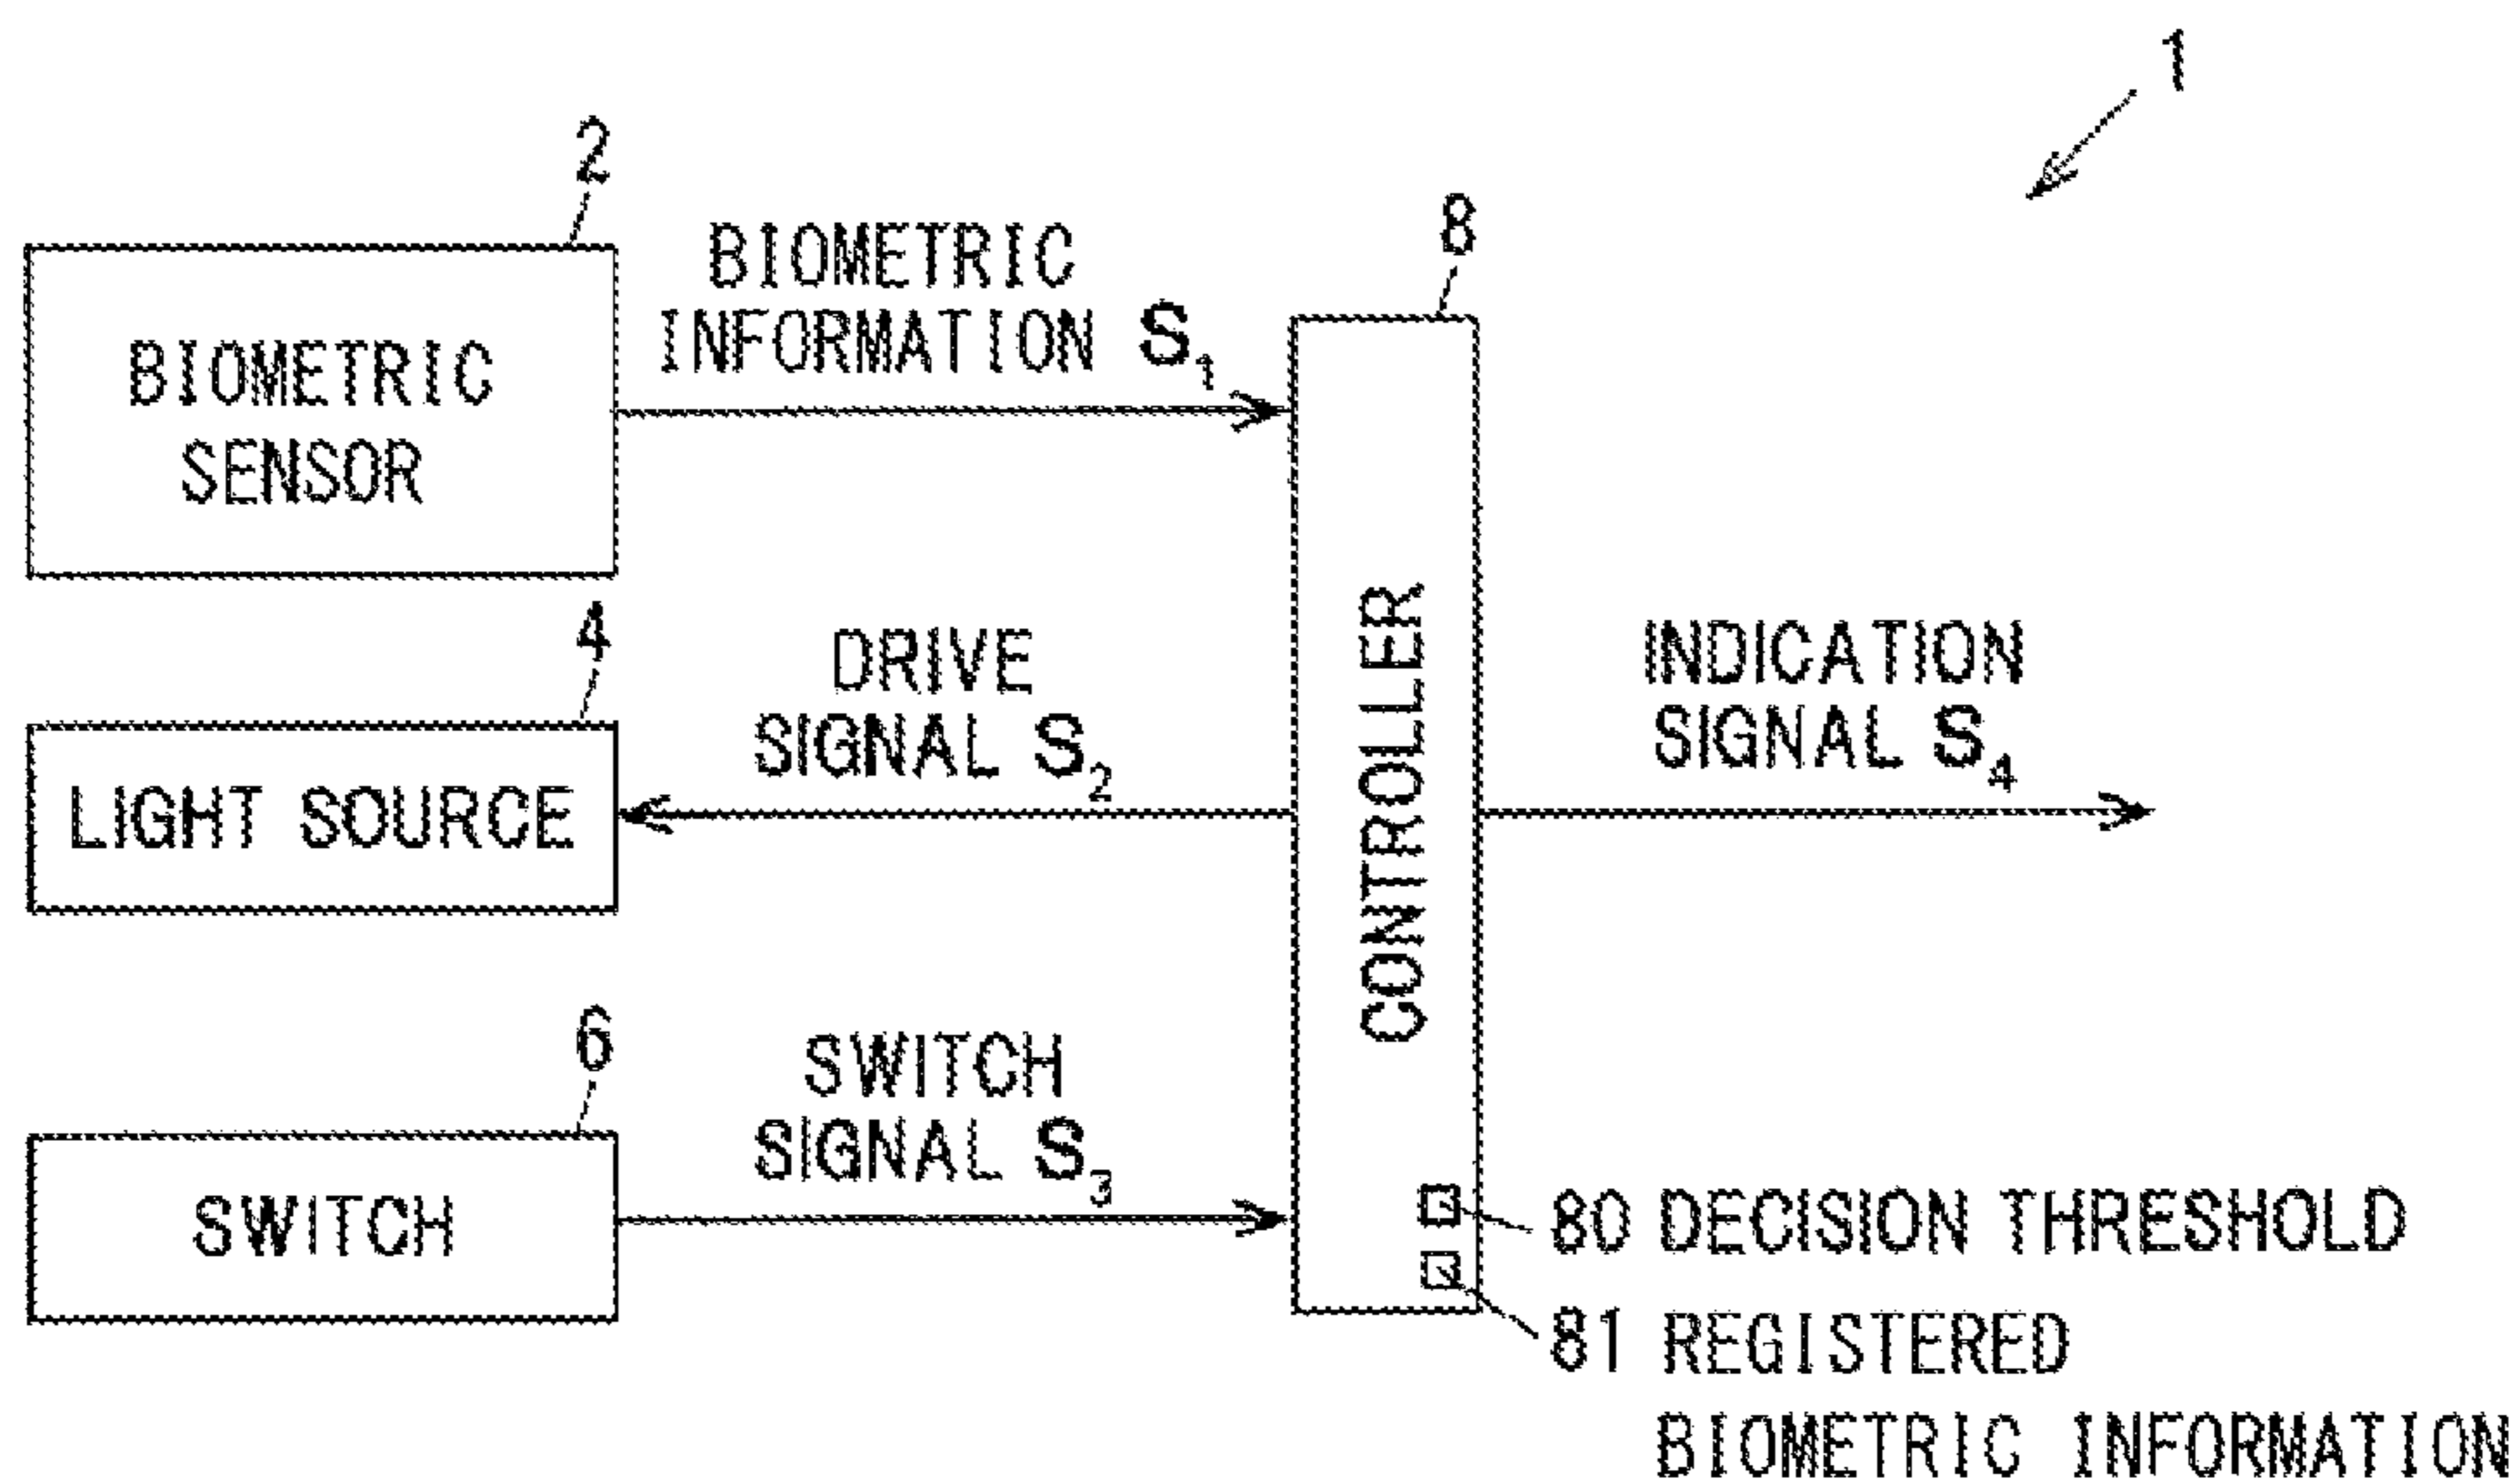 1
2
BIOMETRIC
INFORMATION S1
8
BIOMETRIC
SENSOR
4
DRIVE
SIGNAL S2
LIGHT SOURCE
CONTROLLER
INDICATION
SIGNAL S4
6
SWITCH
SIGNAL S3
SWITCH
80 DECISION THRESHOLD
81 REGISTERED
BIOMETRIC INFORMATION